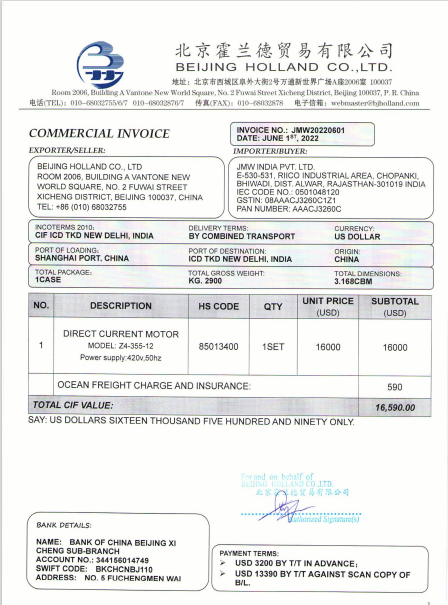 北京霍兰德贸易有限公司
BEIJING HOLLAND CO.,LTD.
地址：北京市西城区阜外大街2号万通新世界广场A座2006室 100037
Room 2006, Building A Vantone New World Square, No. 2 Fuwai Street Xicheng District, Beijing 100037, P. R. China
电话(TEL)：010--68032755/6/7 010--68032876/7 传真(FAX)：010--68032878 电子信箱：webmaster@bjholland.com
COMMERCIAL INVOICE
INVOICE NO.: JMW20220601
DATE: JUNE 1ST, 2022
EXPORTER/SELLER:
IMPORTER/BUYER:
BEIJING HOLLAND CO., LTD
ROOM 2006, BUILDING A VANTONE NEW
WORLD SQUARE, NO. 2 FUWAI STREET
XICHENG DISTRICT, BEIJING 100037, CHINA
TEL: +86 (010) 68032755
JMW INDIA PVT. LTD.
E-530-531, RIICO INDUSTRIAL AREA, CHOPANKI,
BHIWADI, DIST. ALWAR, RAJASTHAN-301019 INDIA
IEC CODE NO.: 0501048120
GSTIN: 08AAACJ3260C1Z1
PAN NUMBER: AAACJ3260C
INCOTERMS 2010: DELIVERY TERMS: CURRENCY:
CIF ICD TKD NEW DELHI, INDIA BY COMBINED TRANSPORT US DOLLAR
PORT OF LOADING: PORT OF DESTINATION: ORIGIN:
SHANGHAI PORT, CHINA ICD TKD NEW DELHI, INDIA CHINA
TOTAL PACKAGE: TOTAL GROSS WEIGHT: TOTAL DIMENSIONS:
1CASE KG. 2900 3.168CBM
NO. DESCRIPTION HS CODE QTY UNIT PRICE (USD) SUBTOTAL (USD)
1 DIRECT CURRENT MOTOR 85013400 1SET 16000 16000
MODEL: Z4-355-12
Power supply:420v,50hz
OCEAN FREIGHT CHARGE AND INSURANCE: 590
TOTAL CIF VALUE: 16,590.00
SAY: US DOLLARS SIXTEEN THOUSAND FIVE HUNDRED AND NINETY ONLY.
For and on behalf of
BEIJING HOLLAND CO.,LTD.
北京霍兰德贸易有限公司
Authorized Signature(s)
BANK DETAILS:
NAME: BANK OF CHINA BEIJING XI
CHENG SUB-BRANCH
ACCOUNT NO.: 344156014749
SWIFT CODE: BKCHCNBJ110
ADDRESS: NO. 5 FUCHENGMEN WAI
PAYMENT TERMS:
➢ USD 3200 BY T/T IN ADVANCE;
➢ USD 13390 BY T/T AGAINST SCAN COPY OF
B/L.